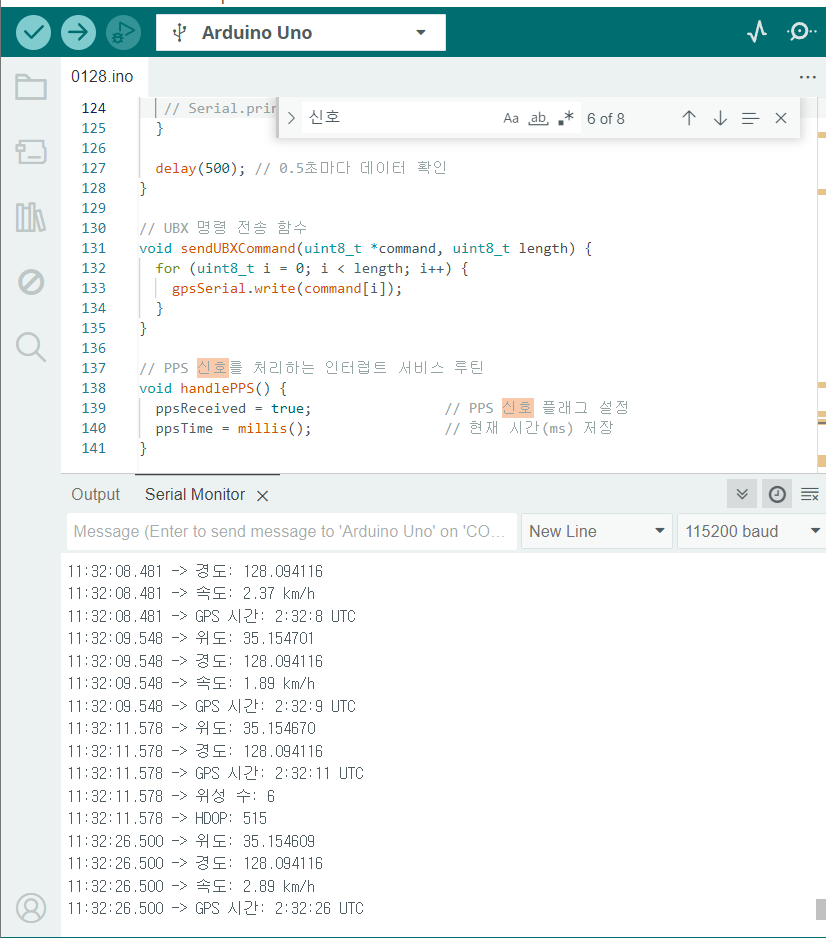 Arduino Uno
0128.ino
신호
Aa ab .* 6 of 8
124 // Serial.prin
125 }
126
127 delay(500); // 0.5초마다 데이터 확인
128 }
129
130 // UBX 명령 전송 함수
131 void sendUBXCommand(uint8_t *command, uint8_t length) {
132 for (uint8_t i = 0; i < length; i++) {
133 gpsSerial.write(command[i]);
134 }
135 }
136
137 // PPS 신호를 처리하는 인터럽트 서비스 루틴
138 void handlePPS() {
139 ppsReceived = true; // PPS 신호 플래그 설정
140 ppsTime = millis(); // 현재 시간(ms) 저장
141 }
Output Serial Monitor
Message (Enter to send message to 'Arduino Uno' on 'CO... New Line 115200 baud
11:32:08.481 -> 경도: 128.094116
11:32:08.481 -> 속도: 2.37 km/h
11:32:08.481 -> GPS 시간: 2:32:8 UTC
11:32:09.548 -> 위도: 35.154701
11:32:09.548 -> 경도: 128.094116
11:32:09.548 -> 속도: 1.89 km/h
11:32:09.548 -> GPS 시간: 2:32:9 UTC
11:32:11.578 -> 위도: 35.154670
11:32:11.578 -> 경도: 128.094116
11:32:11.578 -> GPS 시간: 2:32:11 UTC
11:32:11.578 -> 위성 수: 6
11:32:11.578 -> HDOP: 515
11:32:26.500 -> 위도: 35.154609
11:32:26.500 -> 경도: 128.094116
11:32:26.500 -> 속도: 2.89 km/h
11:32:26.500 -> GPS 시간: 2:32:26 UTC